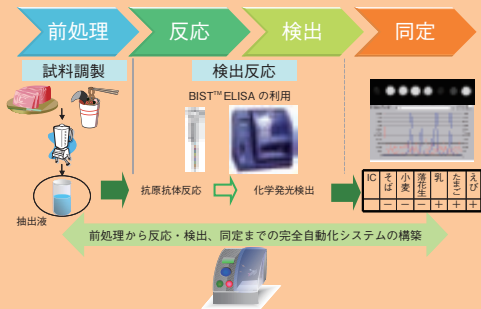 前処理
反応
検出
同定
試料調製
検出反応
BIST™ELISA の利用
抽出液
抗原抗体反応
化学発光検出
IC そば 小麦 落花生 乳 たまご えび
－ － － ＋ ＋ ＋
前処理から反応・検出、同定までの完全自動化システムの構築